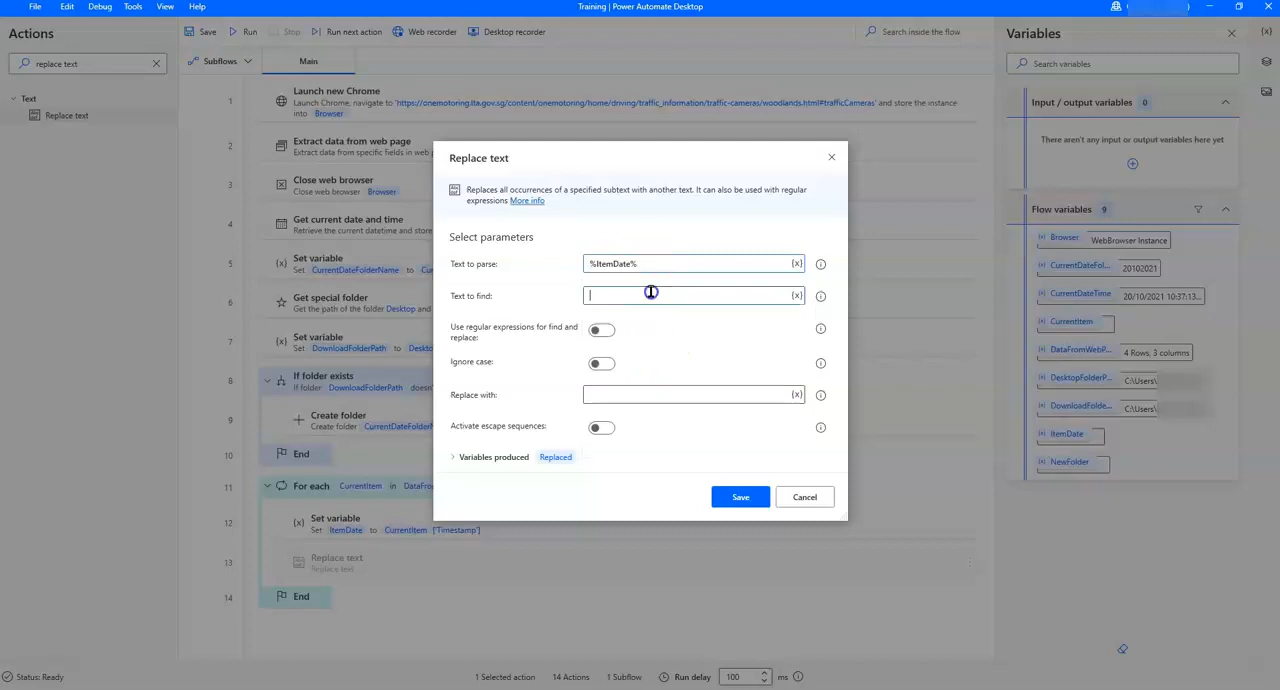 File Edit Debug Tools View Help
Training | Power Automate Desktop
Actions
replace text
Text
Replace text
Save Run Stop Run next action Web recorder Desktop recorder
Search inside the flow
Subflows Main
1 Launch new Chrome
Launch Chrome, navigate to 'https://onemotoring.lta.gov.sg/content/onemotoring/home/driving/traffic_information/traffic-cameras/woodlands.html#trafficCameras' and store the instance
into Browser
2 Extract data from web page
Extract data from specific fields in web p
3 Close web browser
Close web browser Browser
4 Get current date and time
Retrieve the current datetime and store
5 Set variable
Set CurrentDateFolderName to
6 Get special folder
Get the path of the folder Desktop and
7 Set variable
Set DownloadFolderPath to Deskto
8 If folder exists
If folder DownloadFolderPath doesn'
9 Create folder
Create folder CurrentDateFolderNam
10 End
11 For each CurrentItem in DataFro
12 Set variable
Set ItemDate to CurrentItem ['Timestamp']
13 Replace text
Replace text ...
14 End
Replace text
Replaces all occurrences of a specified subtext with another text. It can also be used with regular
expressions More info
Select parameters
Text to parse: %ItemDate% {x}
Text to find: {x}
Use regular expressions for find and
replace:
Ignore case:
Replace with: {x}
Activate escape sequences:
Variables produced Replaced
Save Cancel
Variables
Search variables
Input / output variables 0
There aren't any input or output variables here yet
Flow variables 9
Browser WebBrowser Instance
CurrentDateFol... 20102021
CurrentDateTime 20/10/2021 10:37:13...
CurrentItem
DataFromWebP... 4 Rows, 3 columns
DesktopFolderP... C:\Users\
DownloadFolde... C:\Users\
ItemDate
NewFolder
Status: Ready
1 Selected action 14 Actions 1 Subflow Run delay 100 ms